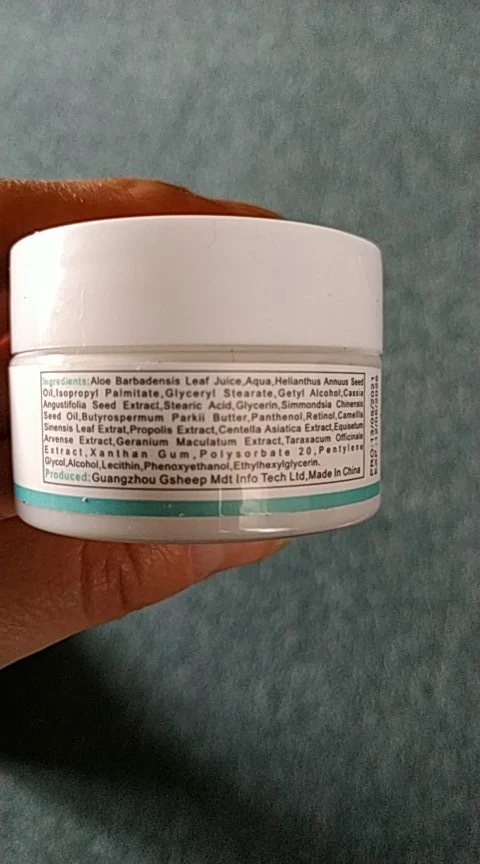 Ingredients:Aloe Barbadensis Leaf Juice,Aqua,Helianthus Annuus Seed
Oil,Isopropyl Palmitate,Glyceryl Stearate,Getyl Alcohol,Cassia
Angustifolia Seed Extract,Stearic Acid,Glycerin,Simmondsia Chinensis
Seed Oil,Butyrospermum Parkii Butter,Panthenol,Retinol,Camella
Sinensis Leaf Extrat,Propolis Extract,Centella Asiatica Extract,Equisetum
Arvense Extract,Geranium Maculatum Extract,Taraxacum Officinale
Extract,Xanthan Gum,Polysorbate 20,Pentylene
Glycol,Alcohol,Lecithin,Phenoxyethanol,Ethylhexylglycerin.
Produced:Guangzhou Gsheep Mdt Info Tech Ltd,Made In China